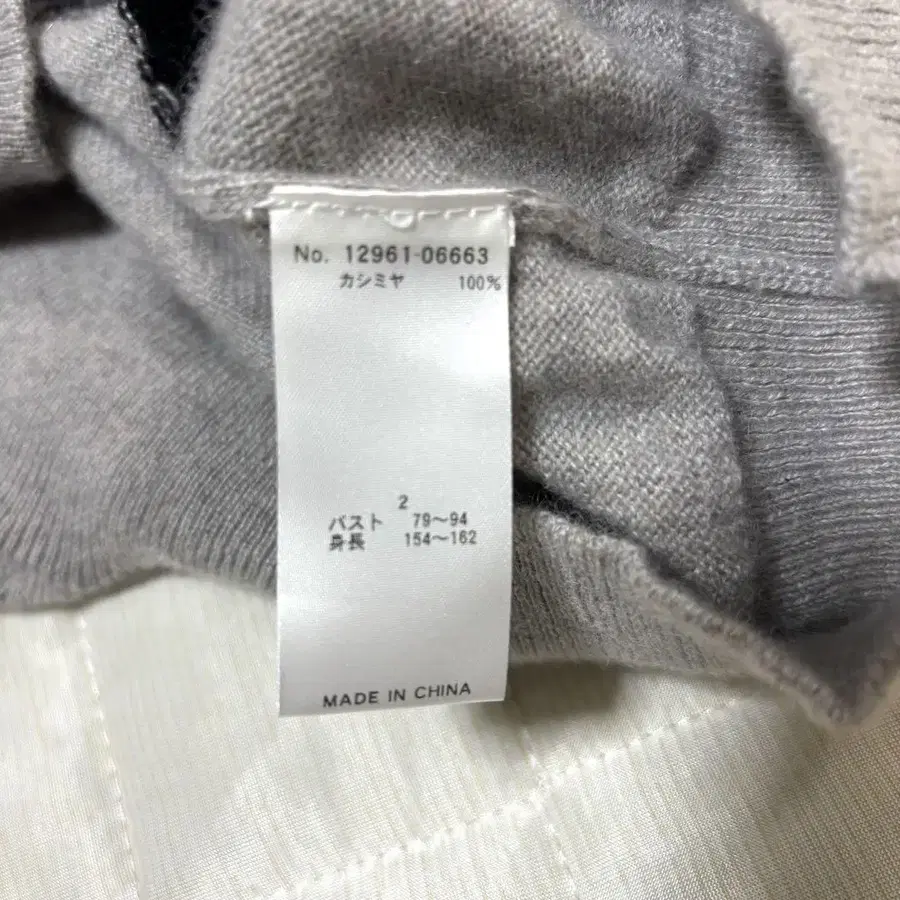 No. 12961-06663
カシミヤ 100%
2
バスト 79～94
身長 154～162
MADE IN CHINA